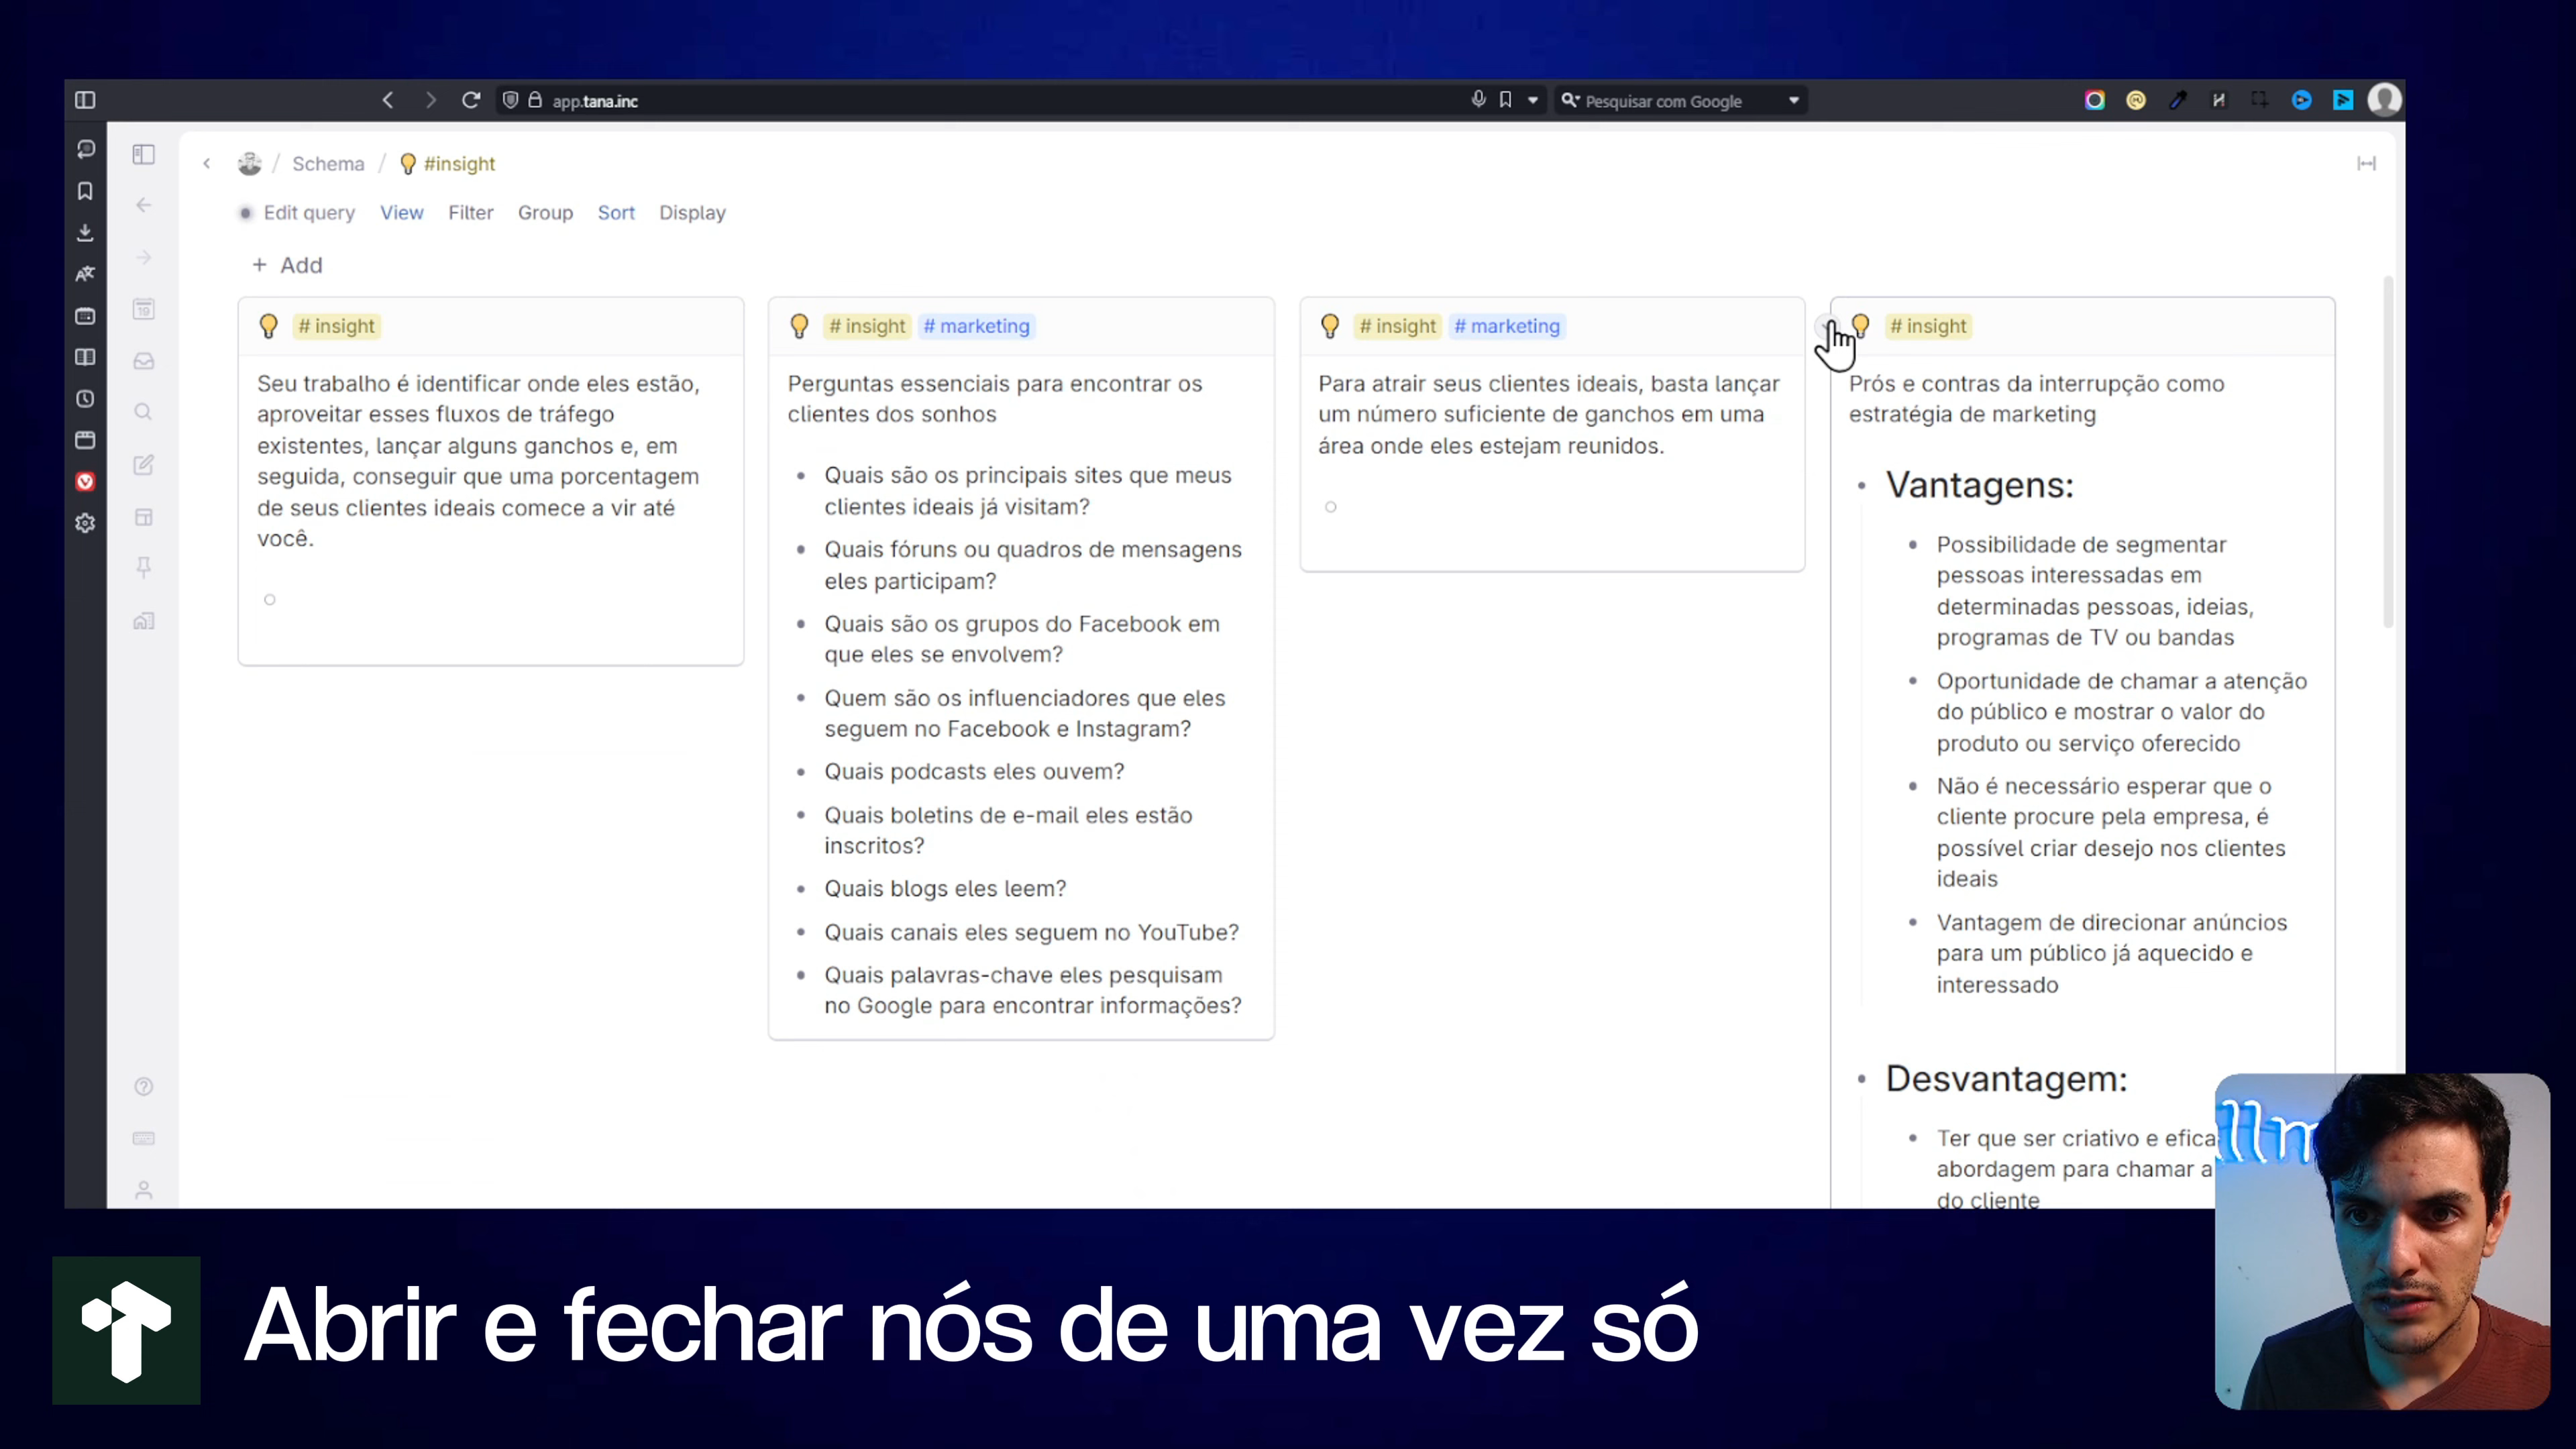 app.tana.inc
Pesquisar com Google
Schema / #insight
Edit query View Filter Group Sort Display
+ Add
19
# insight
Seu trabalho é identificar onde eles estão,
aproveitar esses fluxos de tráfego
existentes, lançar alguns ganchos e, em
seguida, conseguir que uma porcentagem
de seus clientes ideais comece a vir até
você.
# insight # marketing
Perguntas essenciais para encontrar os
clientes dos sonhos
Quais são os principais sites que meus
clientes ideais já visitam?
Quais fóruns ou quadros de mensagens
eles participam?
Quais são os grupos do Facebook em
que eles se envolvem?
Quem são os influenciadores que eles
seguem no Facebook e Instagram?
Quais podcasts eles ouvem?
Quais boletins de e-mail eles estão
inscritos?
Quais blogs eles leem?
Quais canais eles seguem no YouTube?
Quais palavras-chave eles pesquisam
no Google para encontrar informações?
# insight # marketing
Para atrair seus clientes ideais, basta lançar
um número suficiente de ganchos em uma
área onde eles estejam reunidos.
# insight
Prós e contras da interrupção como
estratégia de marketing
Vantagens:
Possibilidade de segmentar
pessoas interessadas em
determinadas pessoas, ideias,
programas de TV ou bandas
Oportunidade de chamar a atenção
do público e mostrar o valor do
produto ou serviço oferecido
Não é necessário esperar que o
cliente procure pela empresa, é
possível criar desejo nos clientes
ideais
Vantagem de direcionar anúncios
para um público já aquecido e
interessado
Desvantagem:
Ter que ser criativo e efica
abordagem para chamar a
do cliente
Abrir e fechar nós de uma vez só